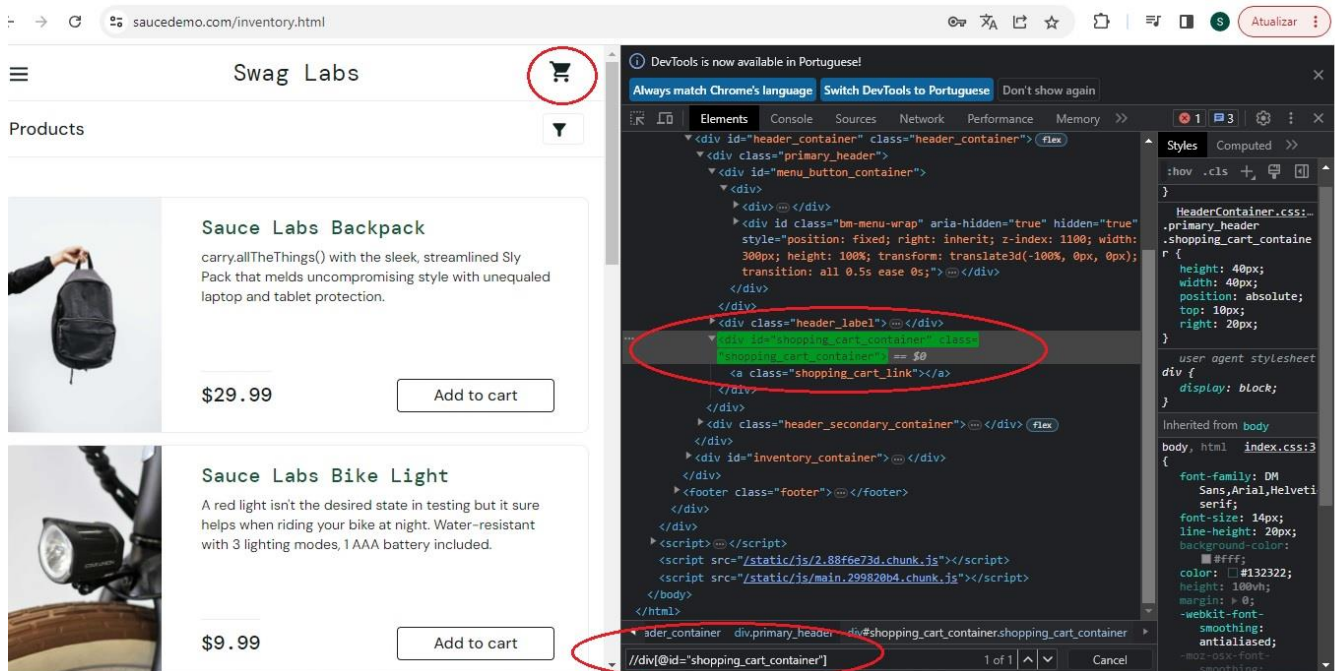 saucedemo.com/inventory.html
Atualizar
Swag Labs
Products
Sauce Labs Backpack
carry.allTheThings() with the sleek, streamlined Sly
Pack that melds uncompromising style with unequaled
laptop and tablet protection.
$29.99
Add to cart
Sauce Labs Bike Light
A red light isn't the desired state in testing but it sure
helps when riding your bike at night. Water-resistant
with 3 lighting modes, 1 AAA battery included.
$9.99
Add to cart
DevTools is now available in Portuguese!
Always match Chrome's language Switch DevTools to Portuguese Don't show again
Elements Console Sources Network Performance Memory 1 3
<div id="header_container" class="header_container"> flex
<div class="primary_header">
<div id="menu_button_container">
<div>
<div> … </div>
<div id class="bm-menu-wrap" aria-hidden="true" hidden="true"
style="position: fixed; right: inherit; z-index: 1100; width:
300px; height: 100%; transform: translate3d(-100%, 0px, 0px);
transition: all 0.5s ease 0s;"> … </div>
</div>
</div>
<div class="header_label"> … </div>
<div id="shopping_cart_container" class=
"shopping_cart_container"> == $0
<a class="shopping_cart_link"></a>
</div>
</div>
<div class="header_secondary_container"> … </div> flex
</div>
<div id="inventory_container"> … </div>
</div>
<footer class="footer"> … </footer>
</div>
</div>
<script> … </script>
<script src="/static/js/2.88f6e73d.chunk.js"></script>
<script src="/static/js/main.299820b4.chunk.js"></script>
</body>
</html>
ader_container div.primary_header div#shopping_cart_container.shopping_cart_container
//div[@id="shopping_cart_container"] 1 of 1 Cancel
Styles Computed
:hov .cls
}
HeaderContainer.css:…
.primary_header
.shopping_cart_containe
r {
height: 40px;
width: 40px;
position: absolute;
top: 10px;
right: 20px;
}
user agent stylesheet
div {
display: block;
}
Inherited from body
body, html index.css:3
{
font-family: DM
Sans,Arial,Helveti
serif;
font-size: 14px;
line-height: 20px;
background-color:
#fff;
color: #132322;
height: 100vh;
margin: 0;
-webkit-font-
smoothing:
antialiased;
-moz-osx-font-
smoothing: